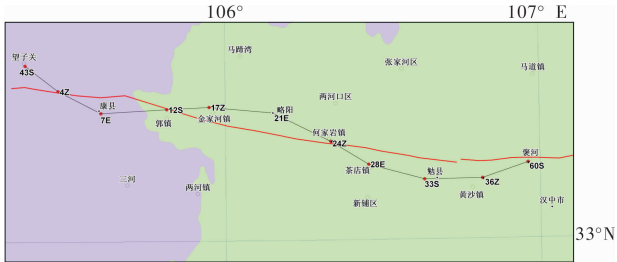 106°
107° E
马蹄湾
望子关
张家河区
马道镇
43S
4Z
两河口区
康县
7E
12S
17Z
郭镇
金家河镇
略阳
21E
何家岩镇
24Z
褒河
60S
28E
茶店镇
勉县
33S
36Z
三河
两河镇
黄沙镇
新铺区
汉中市
33°N